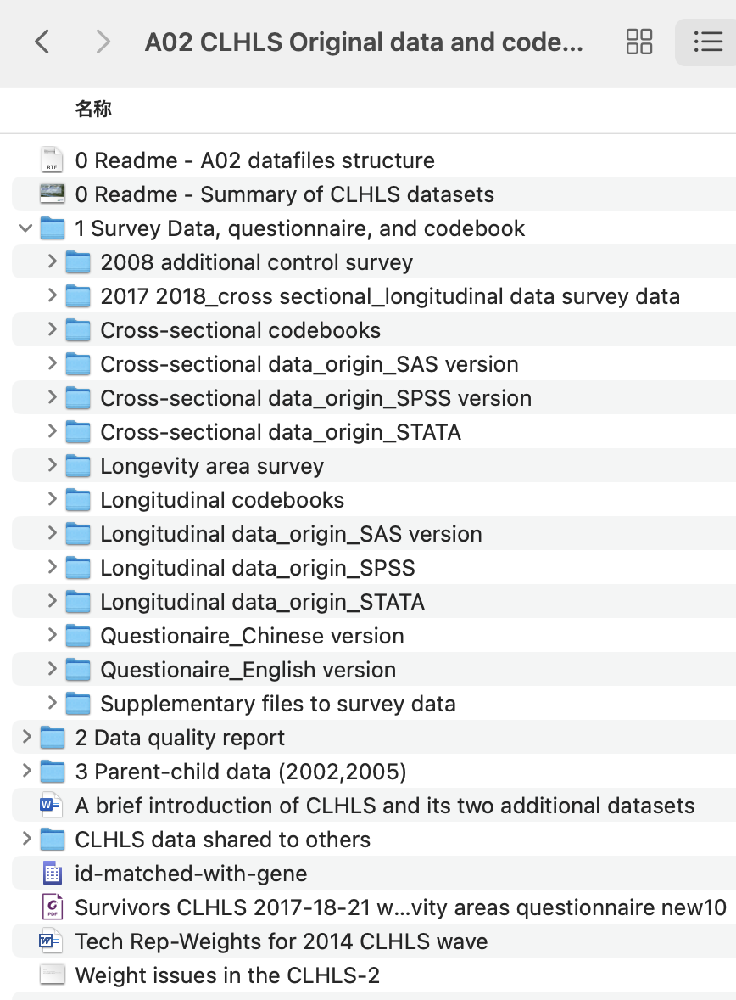 A02 CLHLS Original data and code...
名称
0 Readme - A02 datafiles structure
0 Readme - Summary of CLHLS datasets
1 Survey Data, questionnaire, and codebook
2008 additional control survey
2017 2018_cross sectional_longitudinal data survey data
Cross-sectional codebooks
Cross-sectional data_origin_SAS version
Cross-sectional data_origin_SPSS version
Cross-sectional data_origin_STATA
Longevity area survey
Longitudinal codebooks
Longitudinal data_origin_SAS version
Longitudinal data_origin_SPSS
Longitudinal data_origin_STATA
Questionaire_Chinese version
Questionaire_English version
Supplementary files to survey data
2 Data quality report
3 Parent-child data (2002,2005)
A brief introduction of CLHLS and its two additional datasets
CLHLS data shared to others
id-matched-with-gene
Survivors CLHLS 2017-18-21 w...vity areas questionnaire new10
Tech Rep-Weights for 2014 CLHLS wave
Weight issues in the CLHLS-2